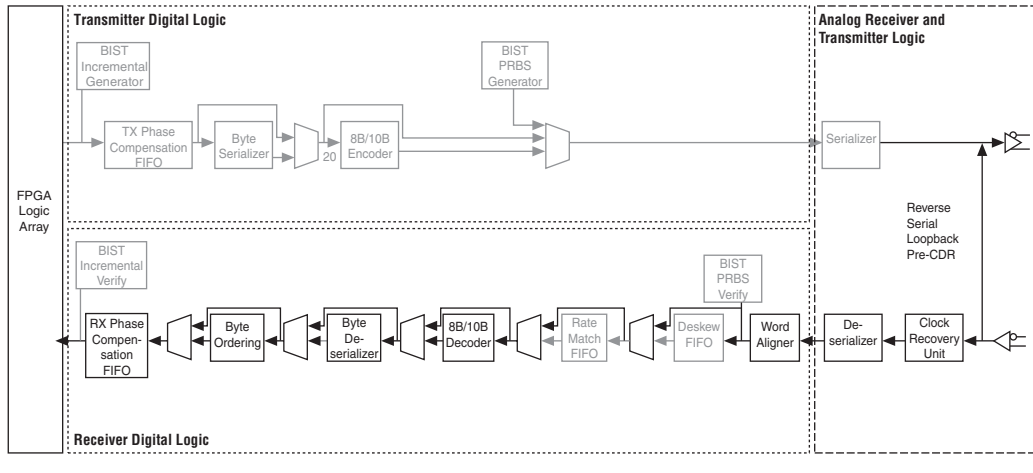 Transmitter Digital Logic
Analog Receiver and
Transmitter Logic
BIST
Incremental
Generator
BIST
PRBS
Generator
TX Phase
Compensation
FIFO
Byte
Serializer
20
8B/10B
Encoder
Serializer
FPGA
Logic
Array
Reverse
Serial
Loopback
Pre-CDR
BIST
Incremental
Verify
BIST
PRBS
Verify
RX Phase
Compen-
sation
FIFO
Byte
Ordering
Byte
De-
serializer
8B/10B
Decoder
Rate
Match
FIFO
Deskew
FIFO
Word
Aligner
De-
serializer
Clock
Recovery
Unit
Receiver Digital Logic